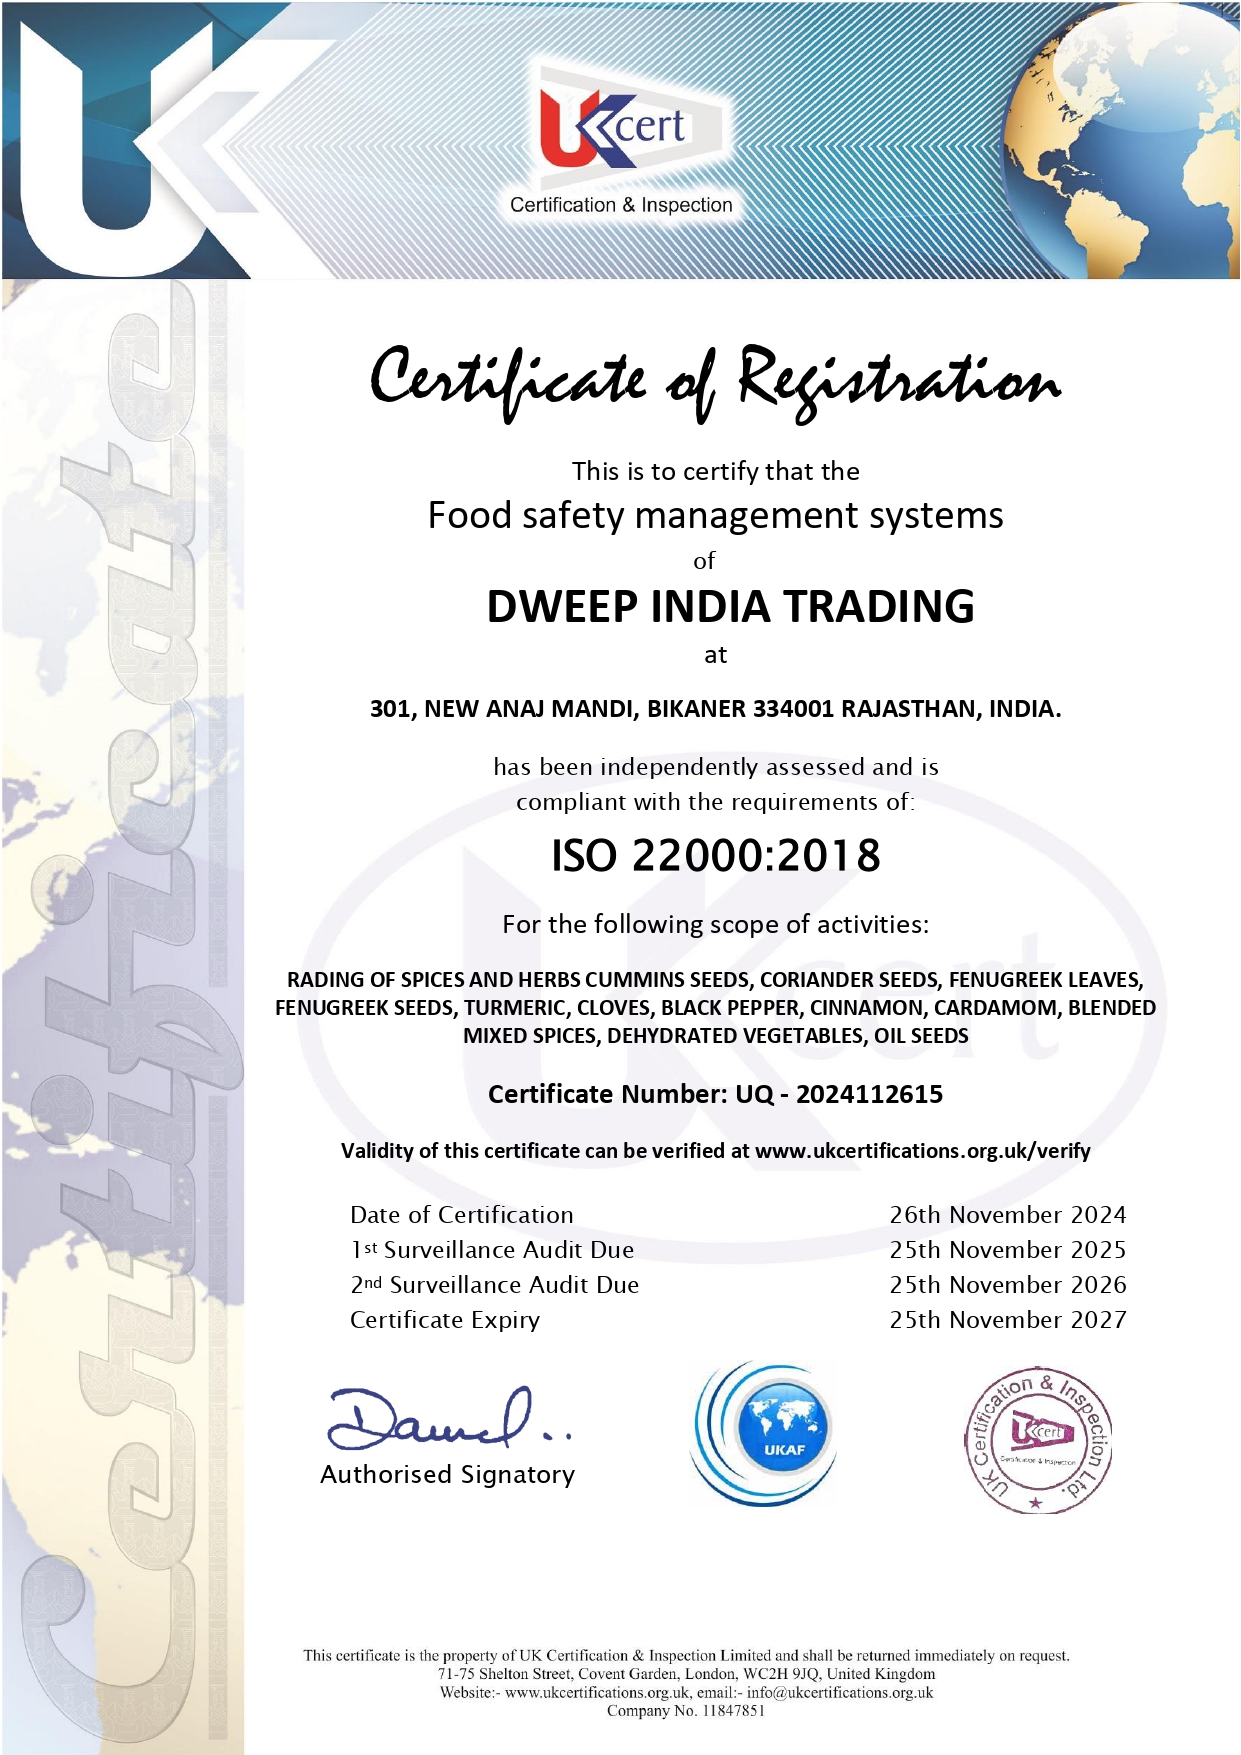 UK
UK cert
Certification & Inspection
Certificate
Certificate of Registration
This is to certify that the
Food safety management systems
of
DWEEP INDIA TRADING
at
301, NEW ANAJ MANDI, BIKANER 334001 RAJASTHAN, INDIA.
has been independently assessed and is
compliant with the requirements of:
ISO 22000:2018
For the following scope of activities:
RADING OF SPICES AND HERBS CUMMINS SEEDS, CORIANDER SEEDS, FENUGREEK LEAVES,
FENUGREEK SEEDS, TURMERIC, CLOVES, BLACK PEPPER, CINNAMON, CARDAMOM, BLENDED
MIXED SPICES, DEHYDRATED VEGETABLES, OIL SEEDS
UK cert
Certificate Number: UQ - 2024112615
Validity of this certificate can be verified at www.ukcertifications.org.uk/verify
Date of Certification 26th November 2024
1st Surveillance Audit Due 25th November 2025
2nd Surveillance Audit Due 25th November 2026
Certificate Expiry 25th November 2027
Authorised Signatory
UKAF
UK Certification & Inspection Ltd.
UK cert
Certification & Inspection
This certificate is the property of UK Certification & Inspection Limited and shall be returned immediately on request.
71-75 Shelton Street, Covent Garden, London, WC2H 9JQ, United Kingdom
Website:- www.ukcertifications.org.uk, email:- info@ukcertifications.org.uk
Company No. 11847851